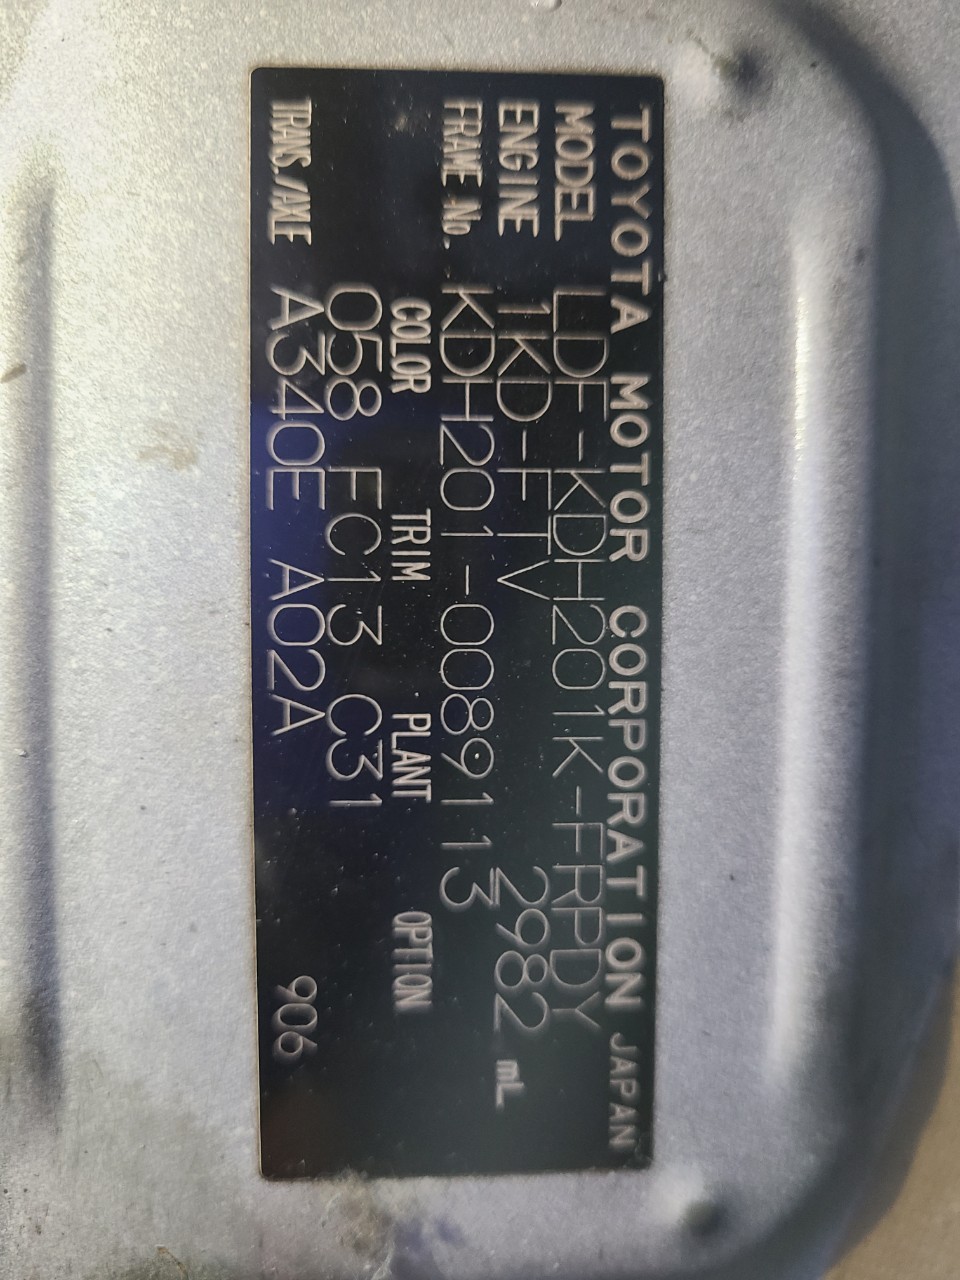 TOYOTA MOTOR CORPORATION JAPAN
MODEL LDF-KDH201K-FRPDY
ENGINE 1KD-FTV 2982 mL
FRAME No. KDH201-0089113
COLOR TRIM PLANT OPTION
058 FC13 C31
TRANS./AXLE A340E A02A 906